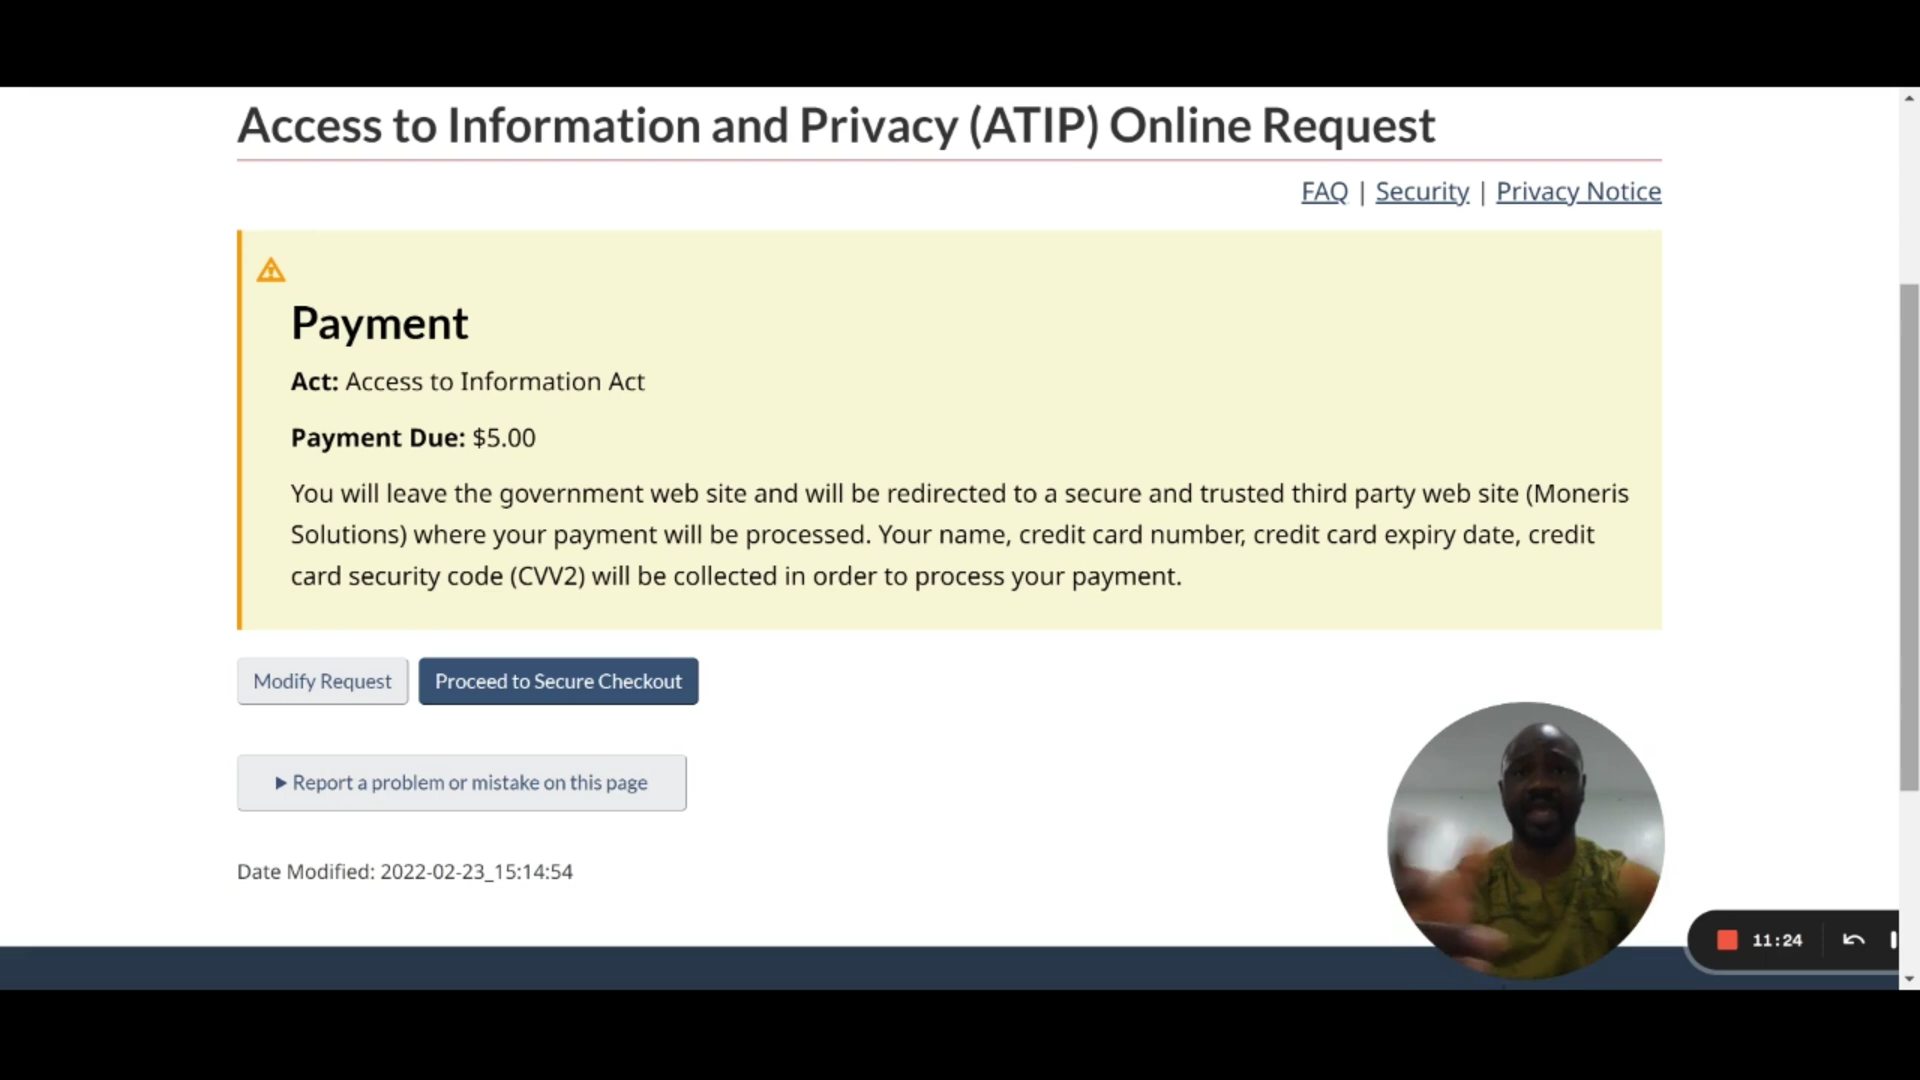 Access to Information and Privacy (ATIP) Online Request
FAQ | Security | Privacy Notice
Payment
Act: Access to Information Act
Payment Due: $5.00
You will leave the government web site and will be redirected to a secure and trusted third party web site (Moneris
Solutions) where your payment will be processed. Your name, credit card number, credit card expiry date, credit
card security code (CVV2) will be collected in order to process your payment.
Modify Request
Proceed to Secure Checkout
Report a problem or mistake on this page
Date Modified: 2022-02-23_15:14:54
11:24